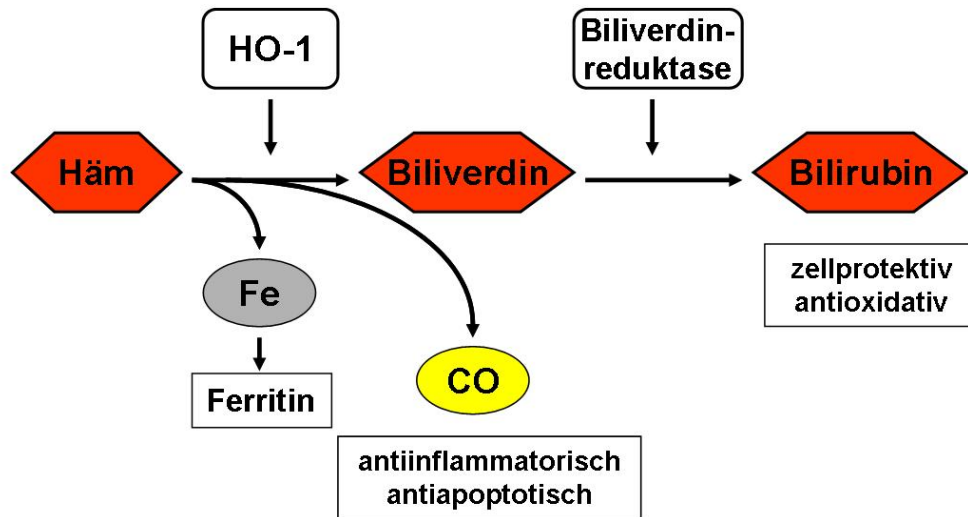 HO-1
Biliverdin-
reduktase
Häm
Biliverdin
Bilirubin
zellprotektiv
antioxidativ
Fe
CO
Ferritin
antiinflammatorisch
antiapoptotisch